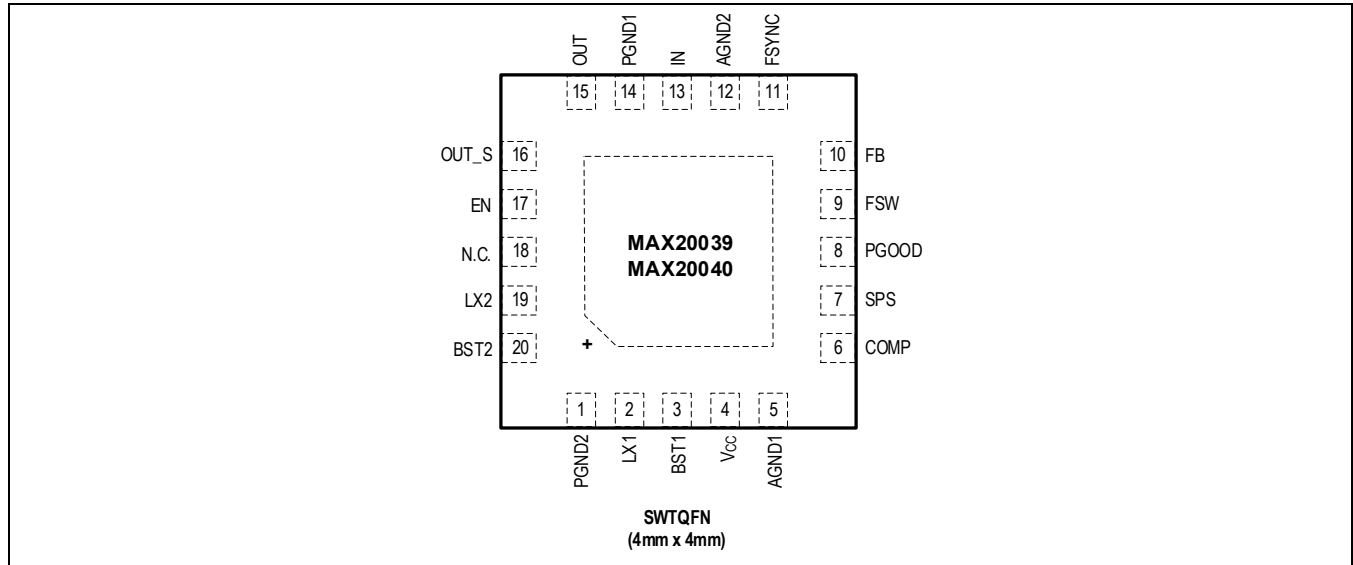 OUT
PGND1
IN
AGND2
FSYNC
15 14 13 12 11
OUT_S 16 10 FB
EN 17 9 FSW
N.C. 18 8 PGOOD
LX2 19 7 SPS
BST2 20 6 COMP
MAX20039
MAX20040
+
1 2 3 4 5
PGND2
LX1
BST1
VCC
AGND1
SWTQFN
(4mm x 4mm)